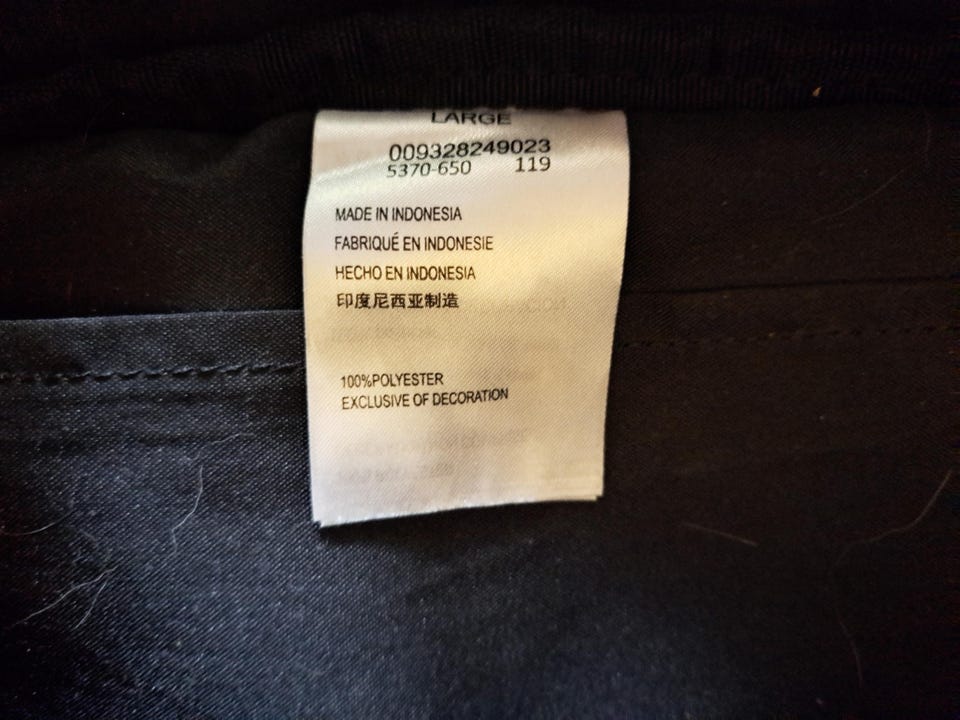 LARGE
009328249023
5370-650 119
MADE IN INDONESIA
FABRIQUÉ EN INDONESIE
HECHO EN INDONESIA
印度尼西亚制造
100%POLYESTER
EXCLUSIVE OF DECORATION